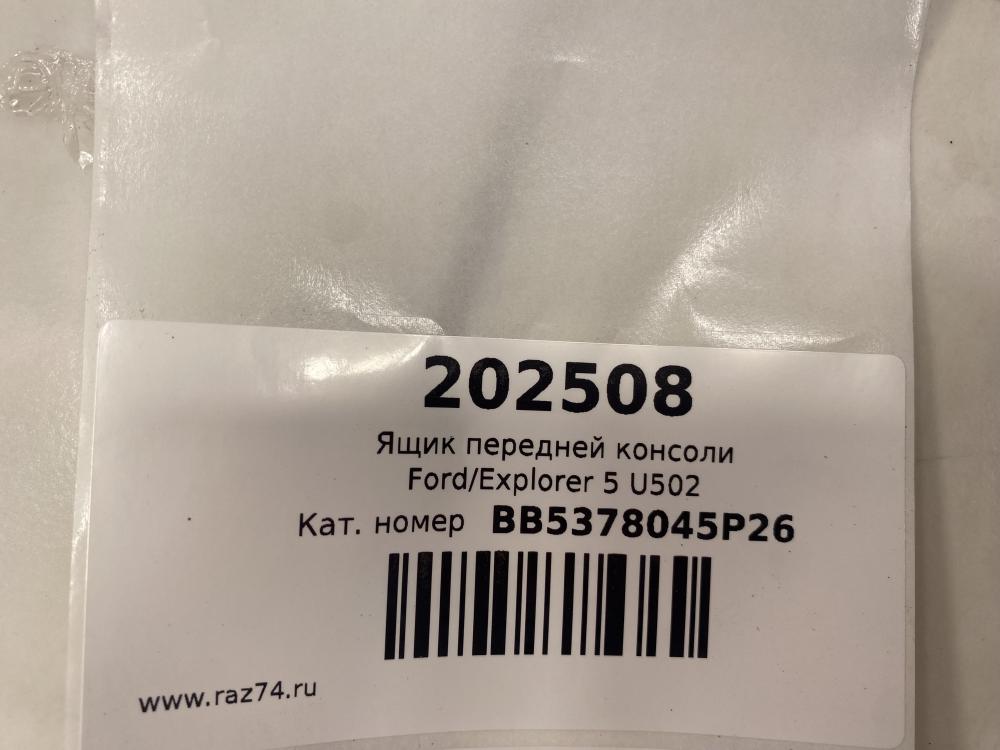 202508
Ящик передней консоли
Ford/Explorer 5 U502
Кат. номер BB5378045P26
www.raz74.ru